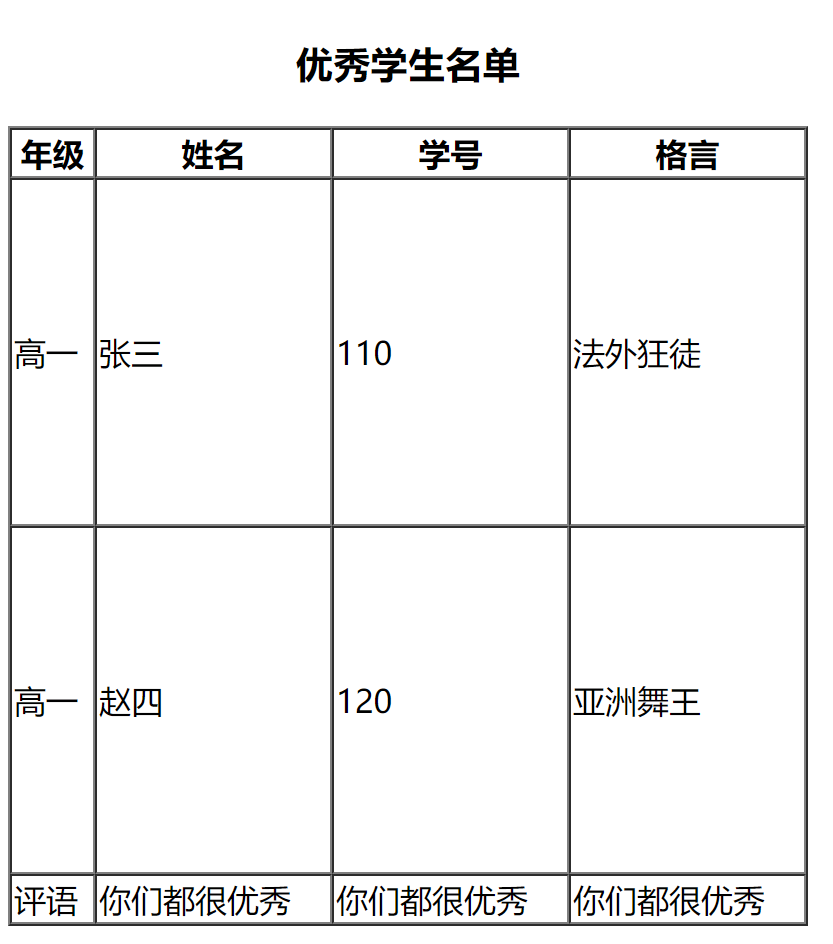 优秀学生名单
年级 姓名 学号 格言
高一 张三 110 法外狂徒
高一 赵四 120 亚洲舞王
评语 你们都很优秀 你们都很优秀 你们都很优秀